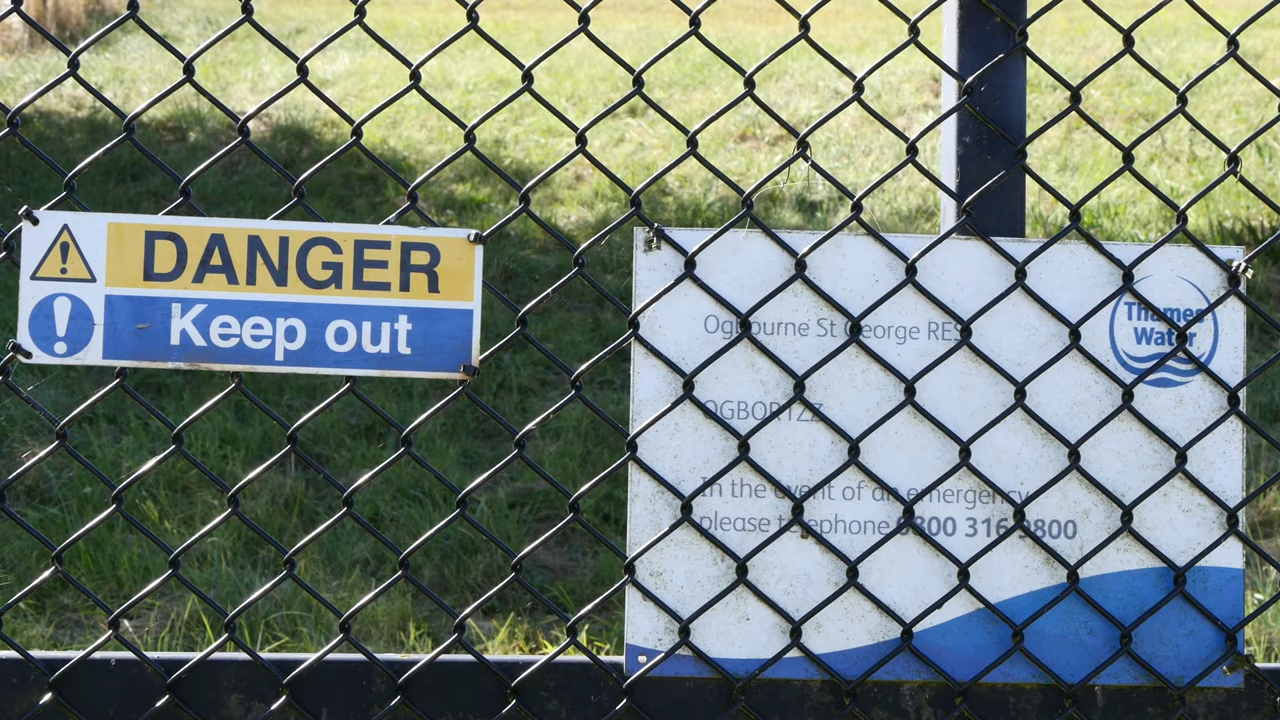 DANGER
Keep out
Ogbourne St George RES
Thames
Water
OGBOR1ZZ
In the event of an emergency
please telephone 0800 316 9800